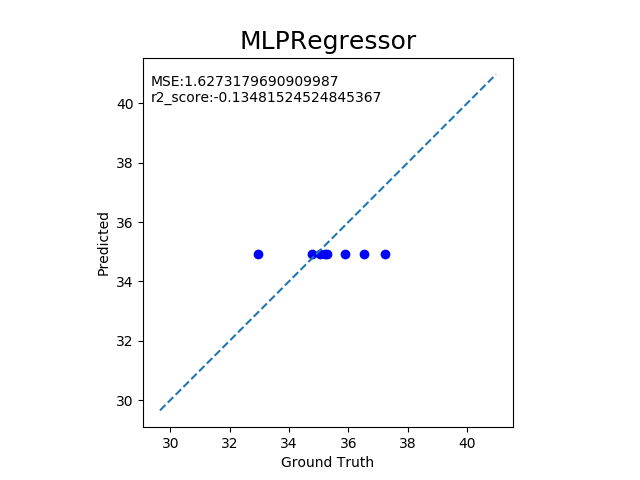 MLPRegressor
MSE:1.6273179690909987
r2_score:-0.13481524524845367
40
38
36
34
32
30
Predicted
30 32 34 36 38 40
Ground Truth